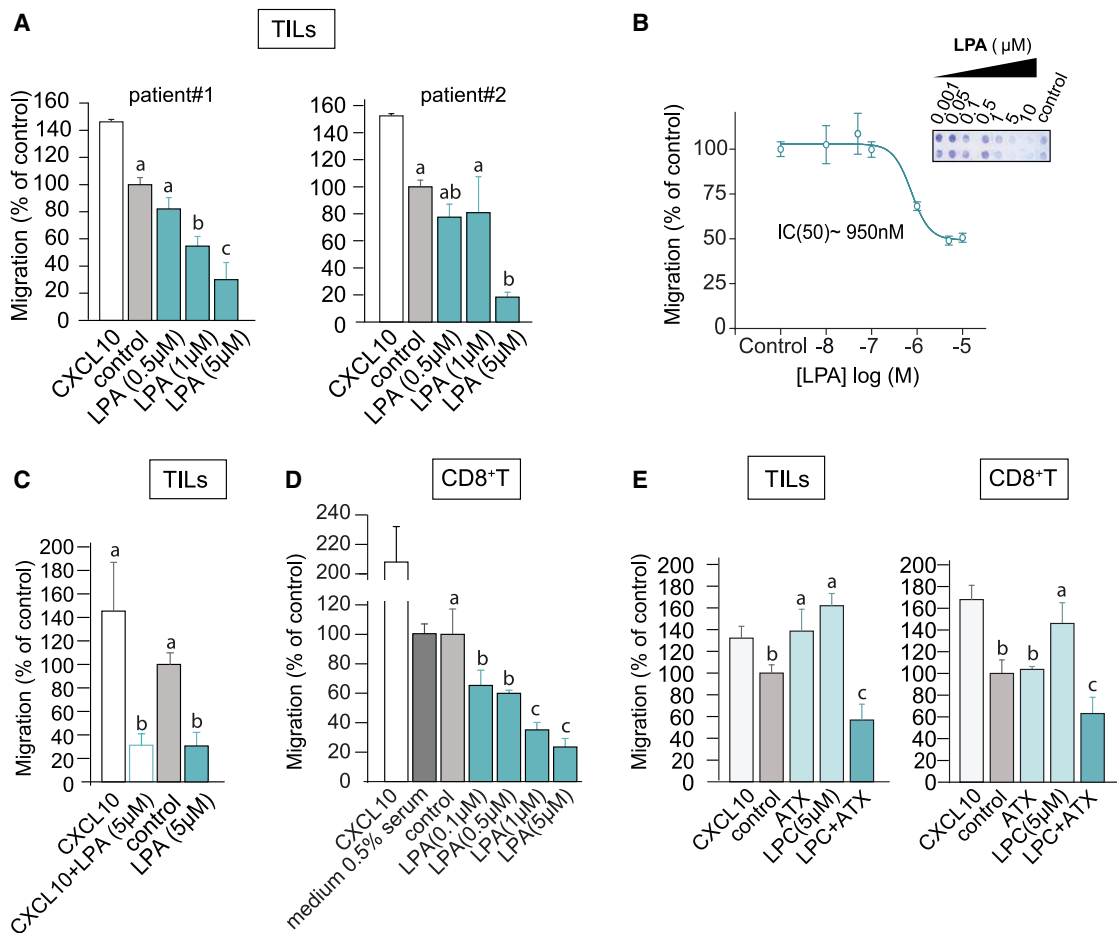 A
TILs
patient#1
Migration (% of control)
160
140
120
100
80
60
40
20
0
a
a
b
c
CXCL10
control
LPA (0.5µM)
LPA (1µM)
LPA (5µM)
patient#2
160
140
120
100
80
60
40
20
0
a
ab
a
b
CXCL10
control
LPA (0.5µM)
LPA (1µM)
LPA (5µM)
B
LPA ( µM)
0.001
0.05
0.1
0.5
1
5
10
control
Migration (% of control)
100
75
50
25
0
IC(50)~ 950nM
Control -8 -7 -6 -5
[LPA] log (M)
C
TILs
Migration (% of control)
200
180
160
140
120
100
80
60
40
20
0
a
b
a
b
CXCL10
CXCL10+LPA (5µM)
control
LPA (5µM)
D
CD8+T
Migration (% of control)
240
220
200
120
100
80
60
40
20
0
a
b
b
c
c
CXCL10
medium 0.5% serum
control
LPA(0.1µM)
LPA(0.5µM)
LPA(1µM)
LPA(5µM)
E
TILs
Migration (% of control)
200
180
160
140
120
100
80
60
40
20
0
b
a
a
c
CXCL10
control
ATX
LPC(5µM)
LPC+ATX
CD8+T
200
180
160
140
120
100
80
60
40
20
0
b
b
a
c
CXCL10
control
ATX
LPC(5µM)
LPC+ATX